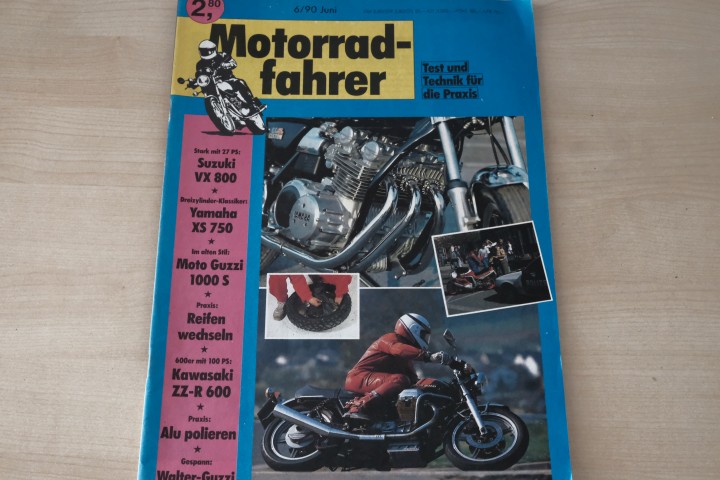 2,80
6/90 Juni
Motorrad-
fahrer
Test und
Technik für
die Praxis
Stark mit 27 PS:
Suzuki
VX 800
Dreizylinder-Klassiker:
Yamaha
XS 750
Im alten Stil:
Moto Guzzi
1000 S
Praxis:
Reifen
wechseln
600er mit 100 PS:
Kawasaki
ZZ-R 600
Praxis:
Alu polieren
Gespann:
Walter-Guzzi